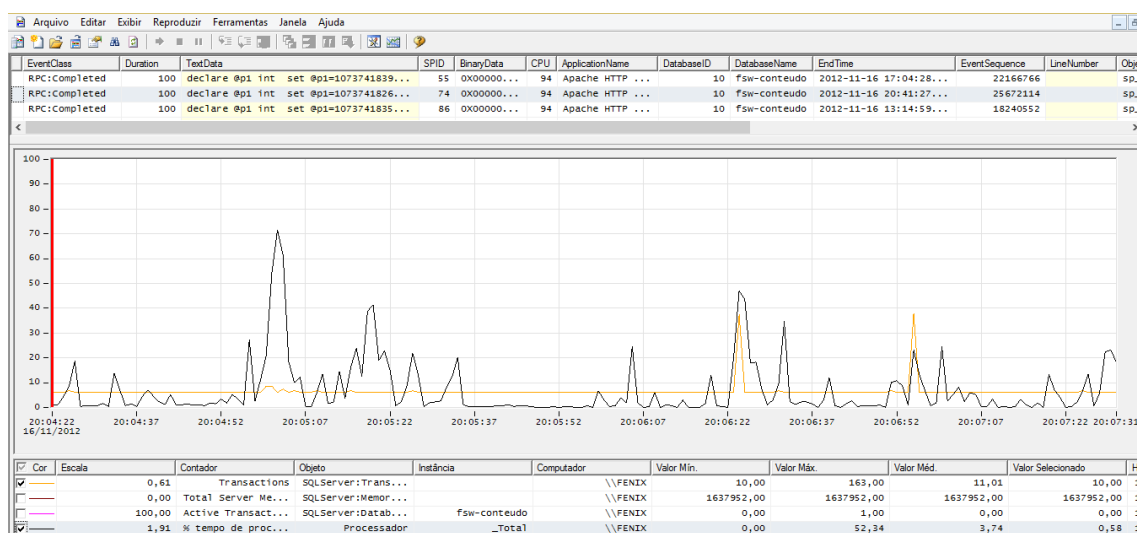 Arquivo Editar Exibir Reproduzir Ferramentas Janela Ajuda
EventClass Duration TextData SPID BinaryData CPU ApplicationName DatabaseID DatabaseName EndTime EventSequence LineNumber Obje
RPC:Completed 100 declare @p1 int set @p1=1073741839... 55 0X00000... 94 Apache HTTP ... 10 fsw-conteudo 2012-11-16 17:04:28... 22166766 sp_
RPC:Completed 100 declare @p1 int set @p1=1073741826... 74 0X00000... 94 Apache HTTP ... 10 fsw-conteudo 2012-11-16 20:41:27... 25672114 sp_
RPC:Completed 100 declare @p1 int set @p1=1073741835... 86 0X00000... 94 Apache HTTP ... 10 fsw-conteudo 2012-11-16 13:14:59... 18240552 sp_
100
90
80
70
60
50
40
30
20
10
0
20:04:22 20:04:37 20:04:52 20:05:07 20:05:22 20:05:37 20:05:52 20:06:07 20:06:22 20:06:37 20:06:52 20:07:07 20:07:22 20:07:31
16/11/2012
Cor Escala Contador Objeto Instância Computador Valor Mín. Valor Máx. Valor Méd. Valor Selecionado H
0,61 Transactions SQLServer:Trans... \\FENIX 10,00 163,00 11,01 10,00 1
0,00 Total Server Me... SQLServer:Memor... \\FENIX 1637952,00 1637952,00 1637952,00 1637952,00 1
100,00 Active Transact... SQLServer:Datab... fsw-conteudo \\FENIX 0,00 1,00 0,00 0,00 1
1,91 % tempo de proc... Processador _Total \\FENIX 0,00 52,34 3,74 0,58 1